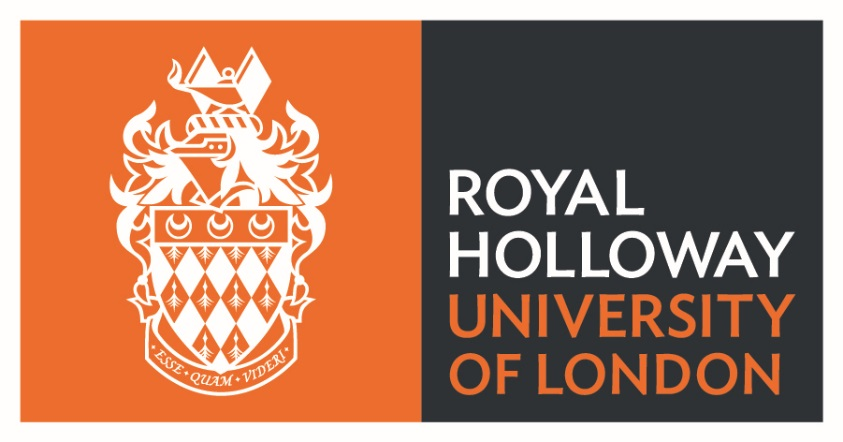 ESSE • QUAM • VIDERI
ROYAL
HOLLOWAY
UNIVERSITY
OF LONDON